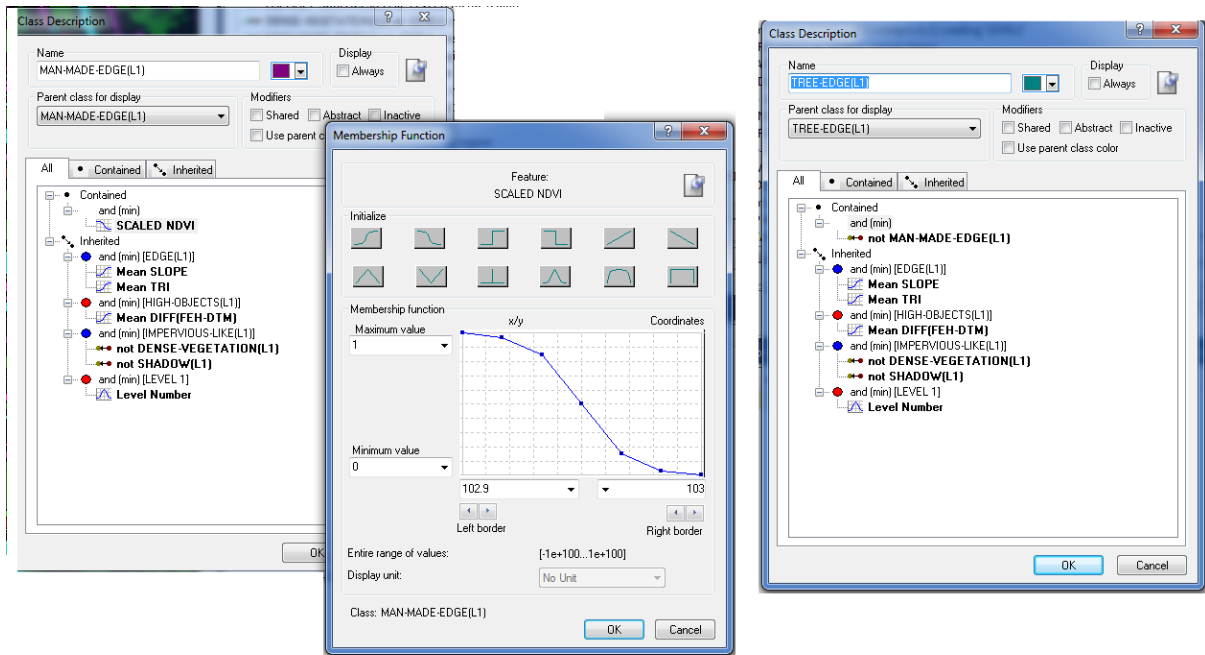 Class Description
Name
MAN-MADE-EDGE(L1)
Display
Always
Parent class for display
MAN-MADE-EDGE(L1)
Modifiers
Shared Abstract Inactive
Use parent
All Contained Inherited
Contained
and (min)
SCALED NDVI
Inherited
and (min) [EDGE(L1)]
Mean SLOPE
Mean TRI
and (min) [HIGH-OBJECTS(L1)]
Mean DIFF(FEH-DTM)
and (min) [IMPERVIOUS-LIKE(L1)]
not DENSE-VEGETATION(L1)
not SHADOW(L1)
and (min) [LEVEL 1]
Level Number
OK
Membership Function
Feature:
SCALED NDVI
Initialize
Membership function
Maximum value
x/y
Coordinates
1
Minimum value
0
102.9
103
Left border
Right border
Entire range of values:
[-1e+100...1e+100]
Display unit:
No Unit
Class: MAN-MADE-EDGE(L1)
OK
Cancel
Class Description
Name
TREE-EDGE(L1)
Display
Always
Parent class for display
TREE-EDGE(L1)
Modifiers
Shared Abstract Inactive
Use parent class color
All Contained Inherited
Contained
and (min)
not MAN-MADE-EDGE(L1)
Inherited
and (min) [EDGE(L1)]
Mean SLOPE
Mean TRI
and (min) [HIGH-OBJECTS(L1)]
Mean DIFF(FEH-DTM)
and (min) [IMPERVIOUS-LIKE(L1)]
not DENSE-VEGETATION(L1)
not SHADOW(L1)
and (min) [LEVEL 1]
Level Number
OK
Cancel